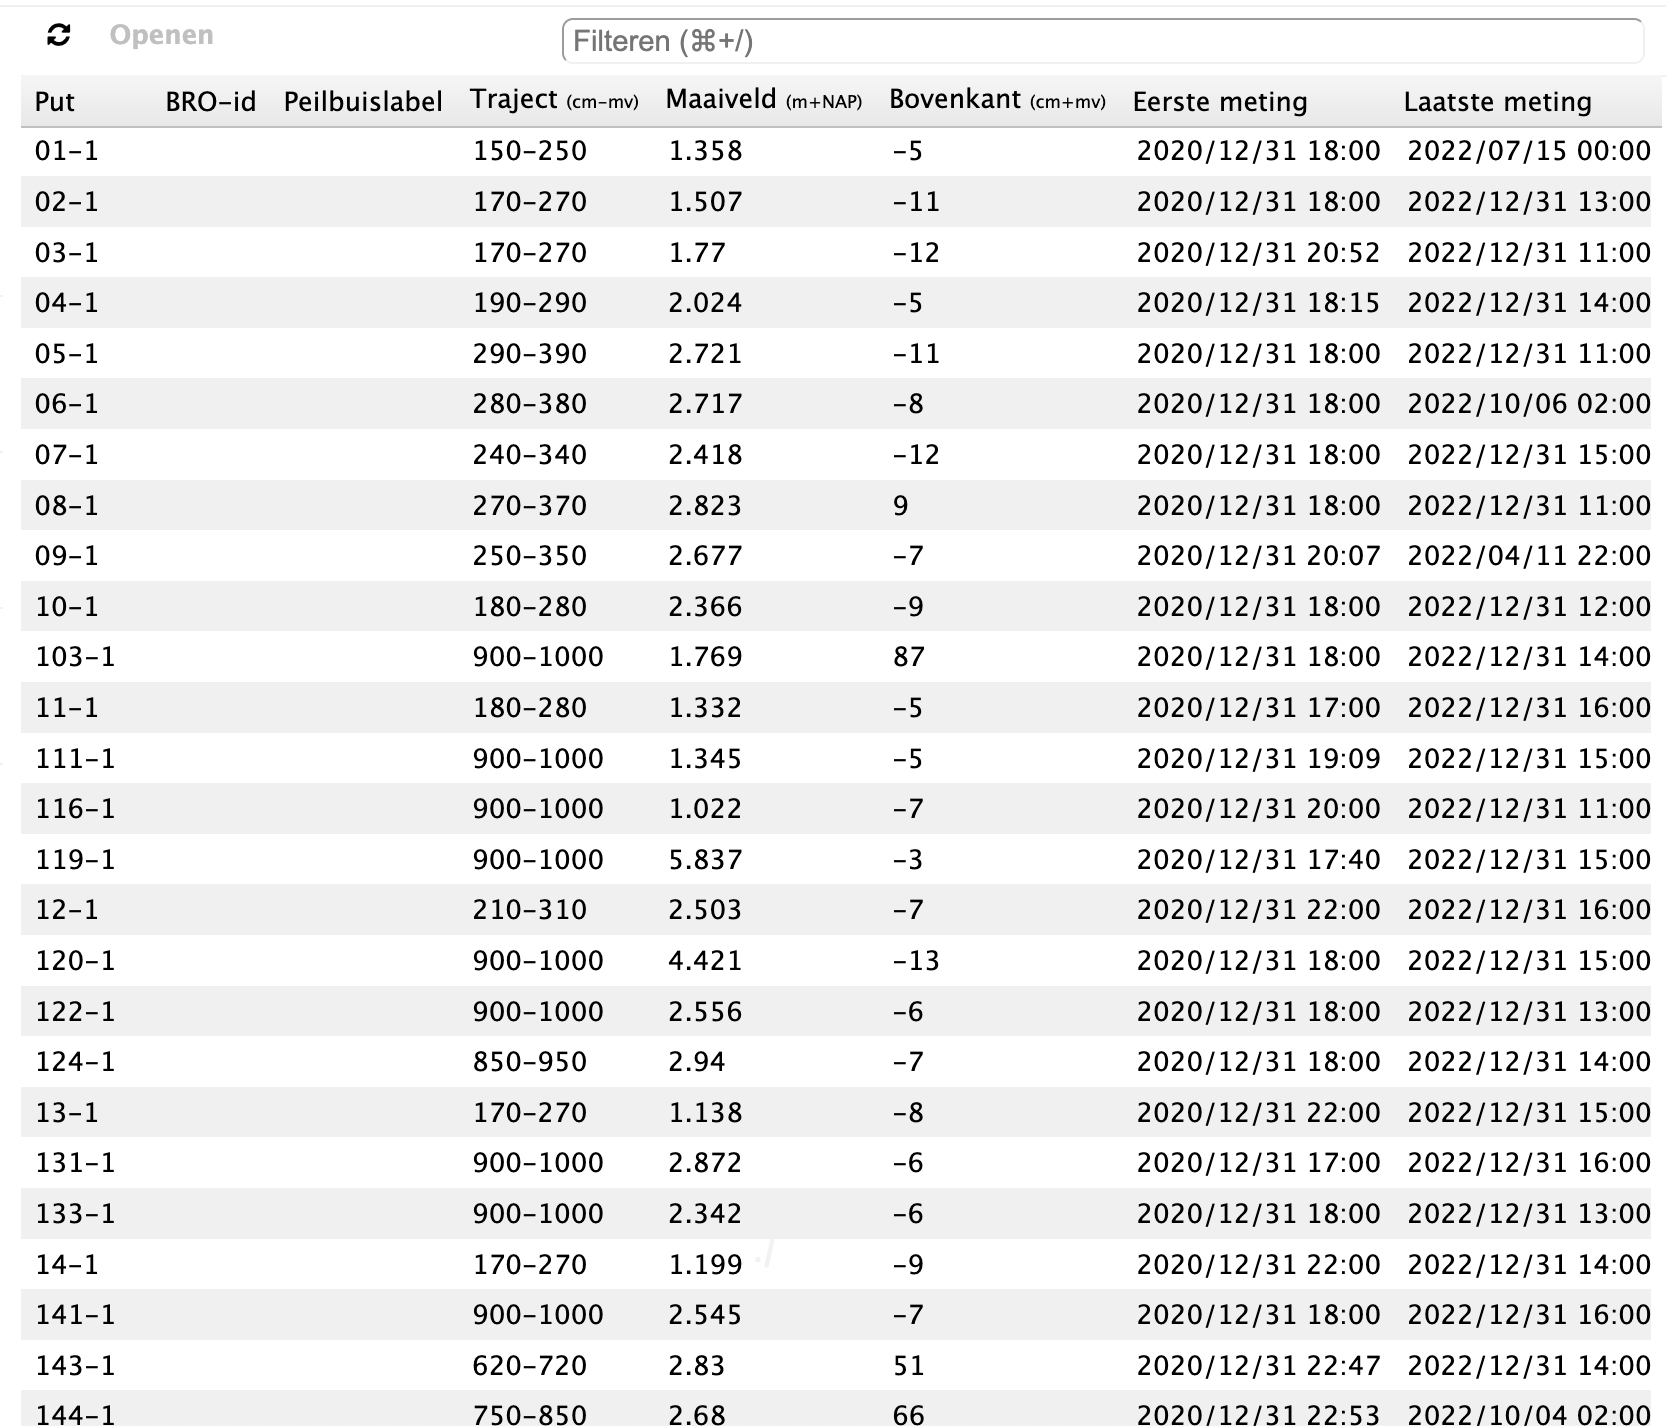 Openen Filteren (⌘+/)
Put BRO-id Peilbuislabel Traject (cm-mv) Maaiveld (m+NAP) Bovenkant (cm+mv) Eerste meting Laatste meting
01-1 150-250 1.358 -5 2020/12/31 18:00 2022/07/15 00:00
02-1 170-270 1.507 -11 2020/12/31 18:00 2022/12/31 13:00
03-1 170-270 1.77 -12 2020/12/31 20:52 2022/12/31 11:00
04-1 190-290 2.024 -5 2020/12/31 18:15 2022/12/31 14:00
05-1 290-390 2.721 -11 2020/12/31 18:00 2022/12/31 11:00
06-1 280-380 2.717 -8 2020/12/31 18:00 2022/10/06 02:00
07-1 240-340 2.418 -12 2020/12/31 18:00 2022/12/31 15:00
08-1 270-370 2.823 9 2020/12/31 18:00 2022/12/31 11:00
09-1 250-350 2.677 -7 2020/12/31 20:07 2022/04/11 22:00
10-1 180-280 2.366 -9 2020/12/31 18:00 2022/12/31 12:00
103-1 900-1000 1.769 87 2020/12/31 18:00 2022/12/31 14:00
11-1 180-280 1.332 -5 2020/12/31 17:00 2022/12/31 16:00
111-1 900-1000 1.345 -5 2020/12/31 19:09 2022/12/31 15:00
116-1 900-1000 1.022 -7 2020/12/31 20:00 2022/12/31 11:00
119-1 900-1000 5.837 -3 2020/12/31 17:40 2022/12/31 15:00
12-1 210-310 2.503 -7 2020/12/31 22:00 2022/12/31 16:00
120-1 900-1000 4.421 -13 2020/12/31 18:00 2022/12/31 15:00
122-1 900-1000 2.556 -6 2020/12/31 18:00 2022/12/31 13:00
124-1 850-950 2.94 -7 2020/12/31 18:00 2022/12/31 14:00
13-1 170-270 1.138 -8 2020/12/31 22:00 2022/12/31 15:00
131-1 900-1000 2.872 -6 2020/12/31 17:00 2022/12/31 16:00
133-1 900-1000 2.342 -6 2020/12/31 18:00 2022/12/31 13:00
14-1 170-270 1.199 -9 2020/12/31 22:00 2022/12/31 14:00
141-1 900-1000 2.545 -7 2020/12/31 18:00 2022/12/31 16:00
143-1 620-720 2.83 51 2020/12/31 22:47 2022/12/31 14:00
144-1 750-850 2.68 66 2020/12/31 22:53 2022/10/04 02:00